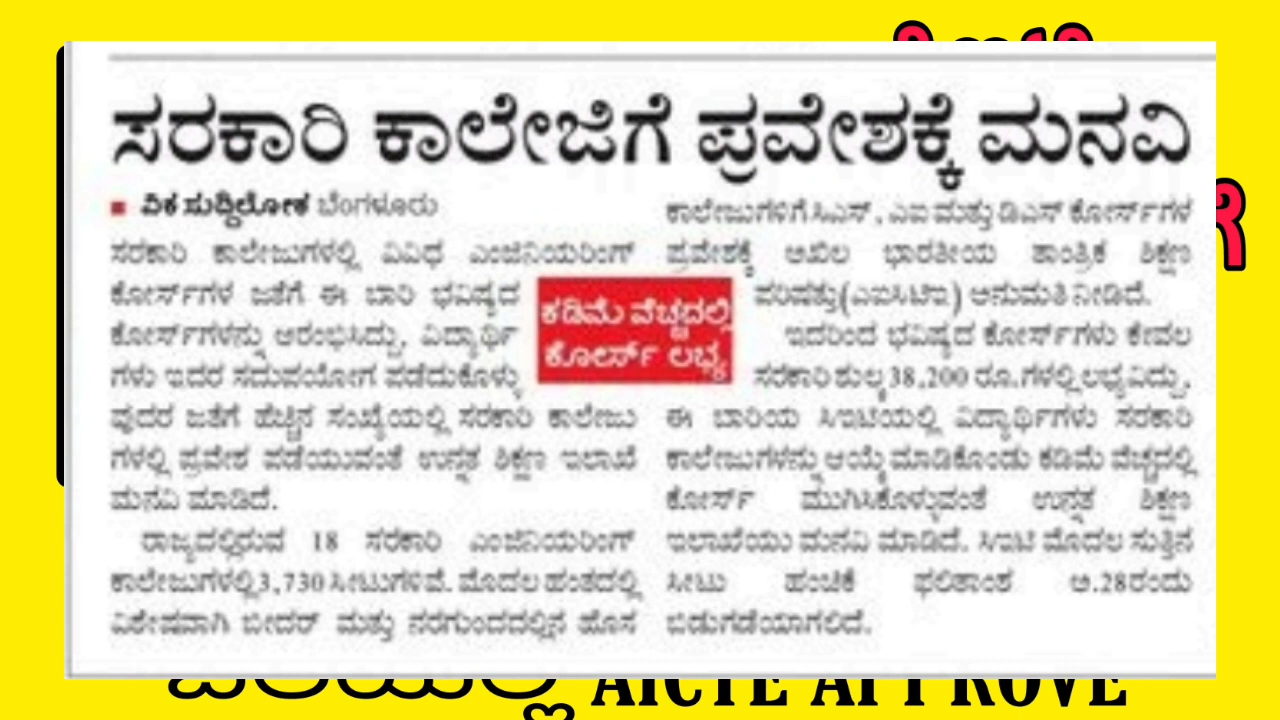 ಸರಕಾರಿ ಕಾಲೇಜಿಗೆ ಪ್ರವೇಶಕ್ಕೆ ಮನವಿ
■ ವಿಕ ಸುದ್ದಿಲೋಕ ಬೆಂಗಳೂರು
ಸರಕಾರಿ ಕಾಲೇಜುಗಳಲ್ಲಿ ವಿವಿಧ ಎಂಜಿನಿಯರಿಂಗ್
ಕೋರ್ಸ್‌ಗಳ ಜತೆಗೆ ಈ ಬಾರಿ ಭವಿಷ್ಯದ
ಕೋರ್ಸ್‌ಗಳನ್ನು ಆರಂಭಿಸಿದ್ದು, ವಿದ್ಯಾರ್ಥಿ
ಗಳು ಇದರ ಸದುಪಯೋಗ ಪಡೆದುಕೊಳ್ಳು
ವುದರ ಜತೆಗೆ ಹೆಚ್ಚಿನ ಸಂಖ್ಯೆಯಲ್ಲಿ ಸರಕಾರಿ ಕಾಲೇಜು
ಗಳಲ್ಲಿ ಪ್ರವೇಶ ಪಡೆಯುವಂತೆ ಉನ್ನತ ಶಿಕ್ಷಣ ಇಲಾಖೆ
ಮನವಿ ಮಾಡಿದೆ.
ರಾಜ್ಯದಲ್ಲಿರುವ 18 ಸರಕಾರಿ ಎಂಜಿನಿಯರಿಂಗ್
ಕಾಲೇಜುಗಳಲ್ಲಿ 3,730 ಸೀಟುಗಳಿವೆ. ಮೊದಲ ಹಂತದಲ್ಲಿ
ವಿಶೇಷವಾಗಿ ಬೀದರ್ ಮತ್ತು ನರಗುಂದದಲ್ಲಿನ ಹೊಸ
ಕಡಿಮೆ ವೆಚ್ಚದಲ್ಲಿ
ಕೋರ್ಸ್ ಲಭ್ಯ
ಕಾಲೇಜುಗಳಿಗೆ ಸಿಎಸ್, ಎಐ ಮತ್ತು ಡಿಎಸ್ ಕೋರ್ಸ್‌ಗಳ
ಪ್ರವೇಶಕ್ಕೆ ಅಖಿಲ ಭಾರತೀಯ ತಾಂತ್ರಿಕ ಶಿಕ್ಷಣ
ಪರಿಷತ್ತು(ಎಐಸಿಟಿಇ) ಅನುಮತಿ ನೀಡಿದೆ.
ಇದರಿಂದ ಭವಿಷ್ಯದ ಕೋರ್ಸ್‌ಗಳು ಕೇವಲ
ಸರಕಾರಿ ಶುಲ್ಕ 38,200 ರೂ.ಗಳಲ್ಲಿ ಲಭ್ಯವಿದ್ದು,
ಈ ಬಾರಿಯ ಸಿಇಟಿಯಲ್ಲಿ ವಿದ್ಯಾರ್ಥಿಗಳು ಸರಕಾರಿ
ಕಾಲೇಜುಗಳನ್ನು ಆಯ್ಕೆ ಮಾಡಿಕೊಂಡು ಕಡಿಮೆ ವೆಚ್ಚದಲ್ಲಿ
ಕೋರ್ಸ್ ಮುಗಿಸಿಕೊಳ್ಳುವಂತೆ ಉನ್ನತ ಶಿಕ್ಷಣ
ಇಲಾಖೆಯು ಮನವಿ ಮಾಡಿದೆ. ಸಿಇಟಿ ಮೊದಲ ಸುತ್ತಿನ
ಸೀಟು ಹಂಚಿಕೆ ಫಲಿತಾಂಶ ಆ.28ರಂದು
ಬಿಡುಗಡೆಯಾಗಲಿದೆ.
AICTE APPROVE